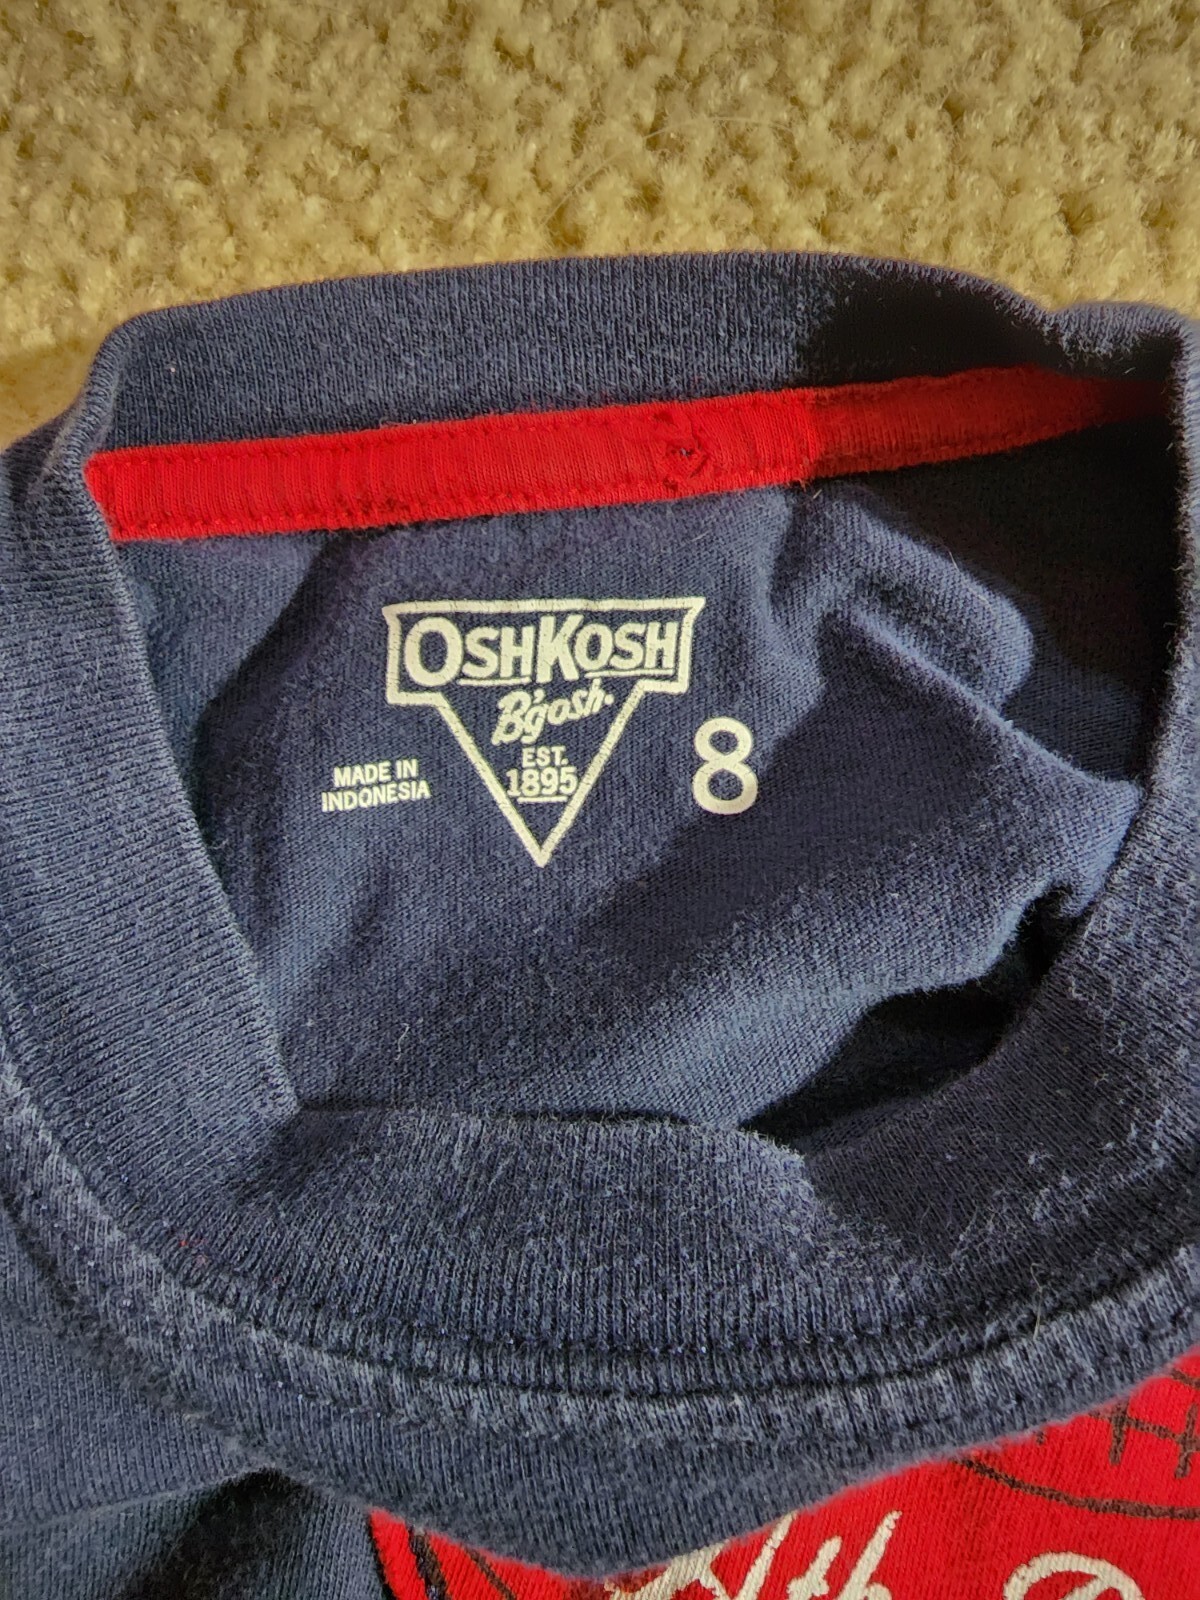 OSHKOSH
B'gosh.
EST.
1895
MADE IN
INDONESIA
8